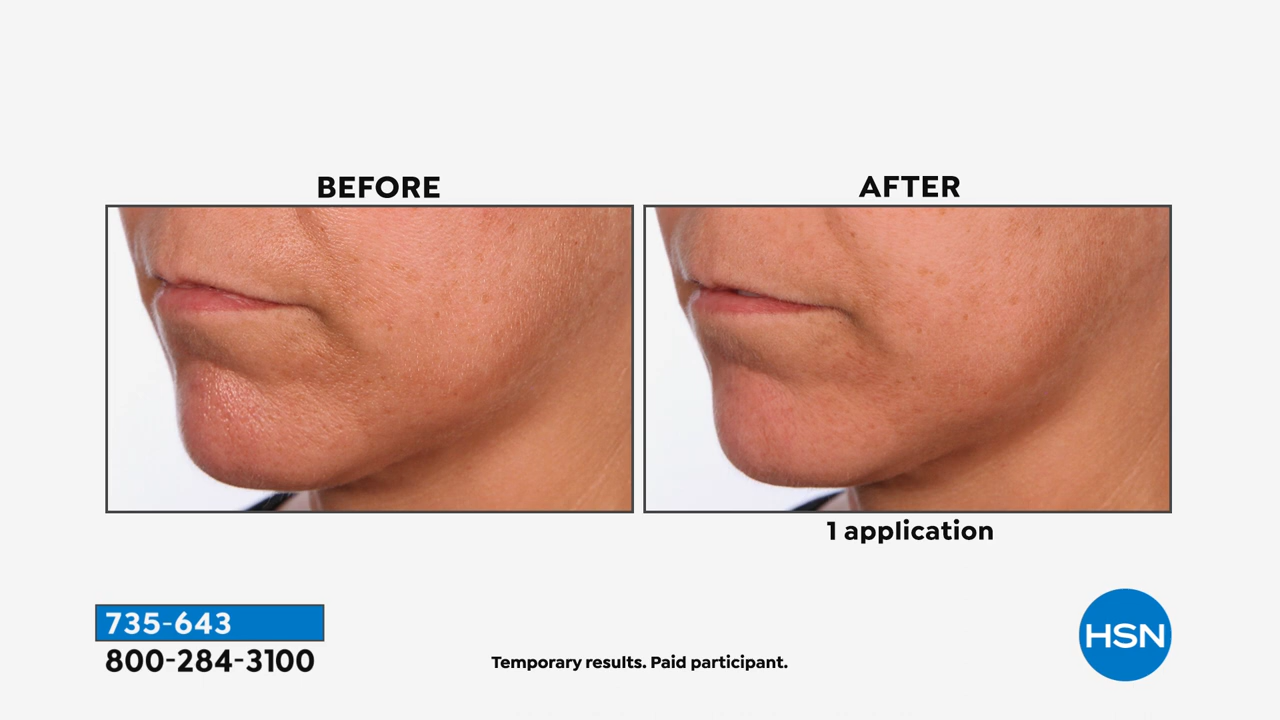 BEFORE
AFTER
1 application
735-643
800-284-3100
Temporary results. Paid participant.
HSN